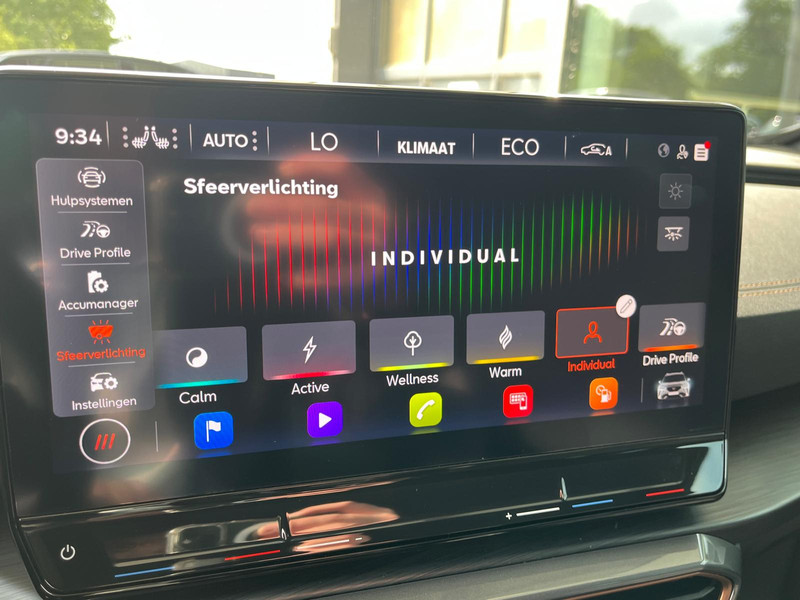 9:34 AUTO LO KLIMAAT ECO A
Hulpsystemen
Drive Profile
Accumanager
Sfeerverlichting
Instellingen
Sfeerverlichting
INDIVIDUAL
Calm
Active
Wellness
Warm
Individual
Drive Profile
+ -